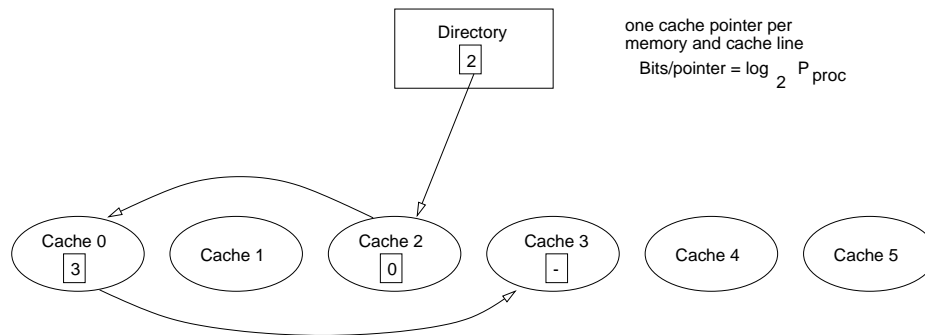 Directory
2
one cache pointer per
memory and cache line
Bits/pointer = log 2 P proc
Cache 0
3
Cache 1
Cache 2
0
Cache 3
-
Cache 4
Cache 5